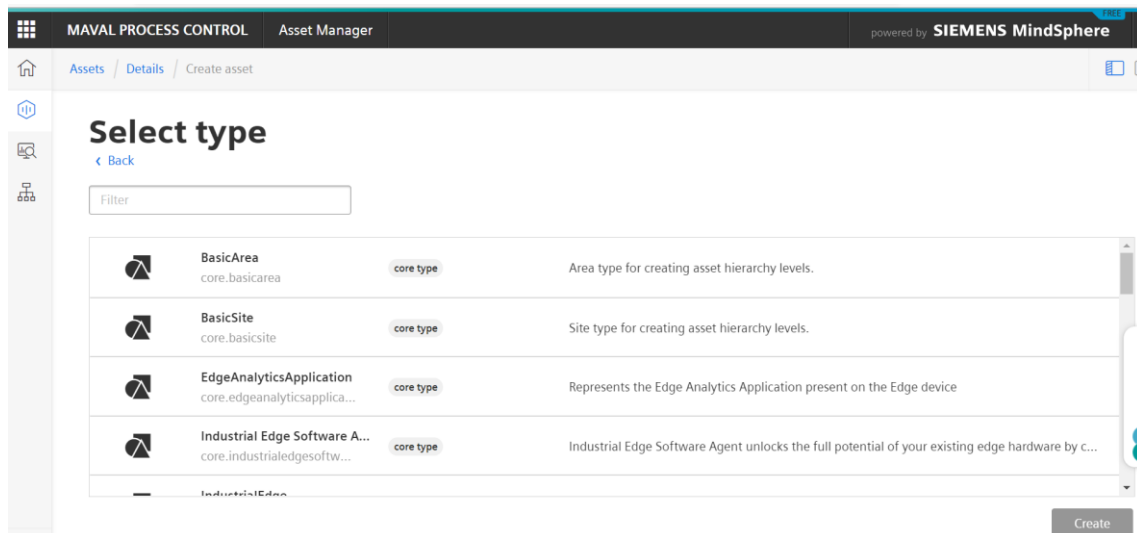 FREE
MAVAL PROCESS CONTROL Asset Manager powered by SIEMENS MindSphere
Assets / Details / Create asset
Select type
‹ Back
Filter
BasicArea
core.basicarea
core type
Area type for creating asset hierarchy levels.
BasicSite
core.basicsite
core type
Site type for creating asset hierarchy levels.
EdgeAnalyticsApplication
core.edgeanalyticsapplica...
core type
Represents the Edge Analytics Application present on the Edge device
Industrial Edge Software A...
core.industrialedgesoftw...
core type
Industrial Edge Software Agent unlocks the full potential of your existing edge hardware by c...
IndustrialEdge
Create